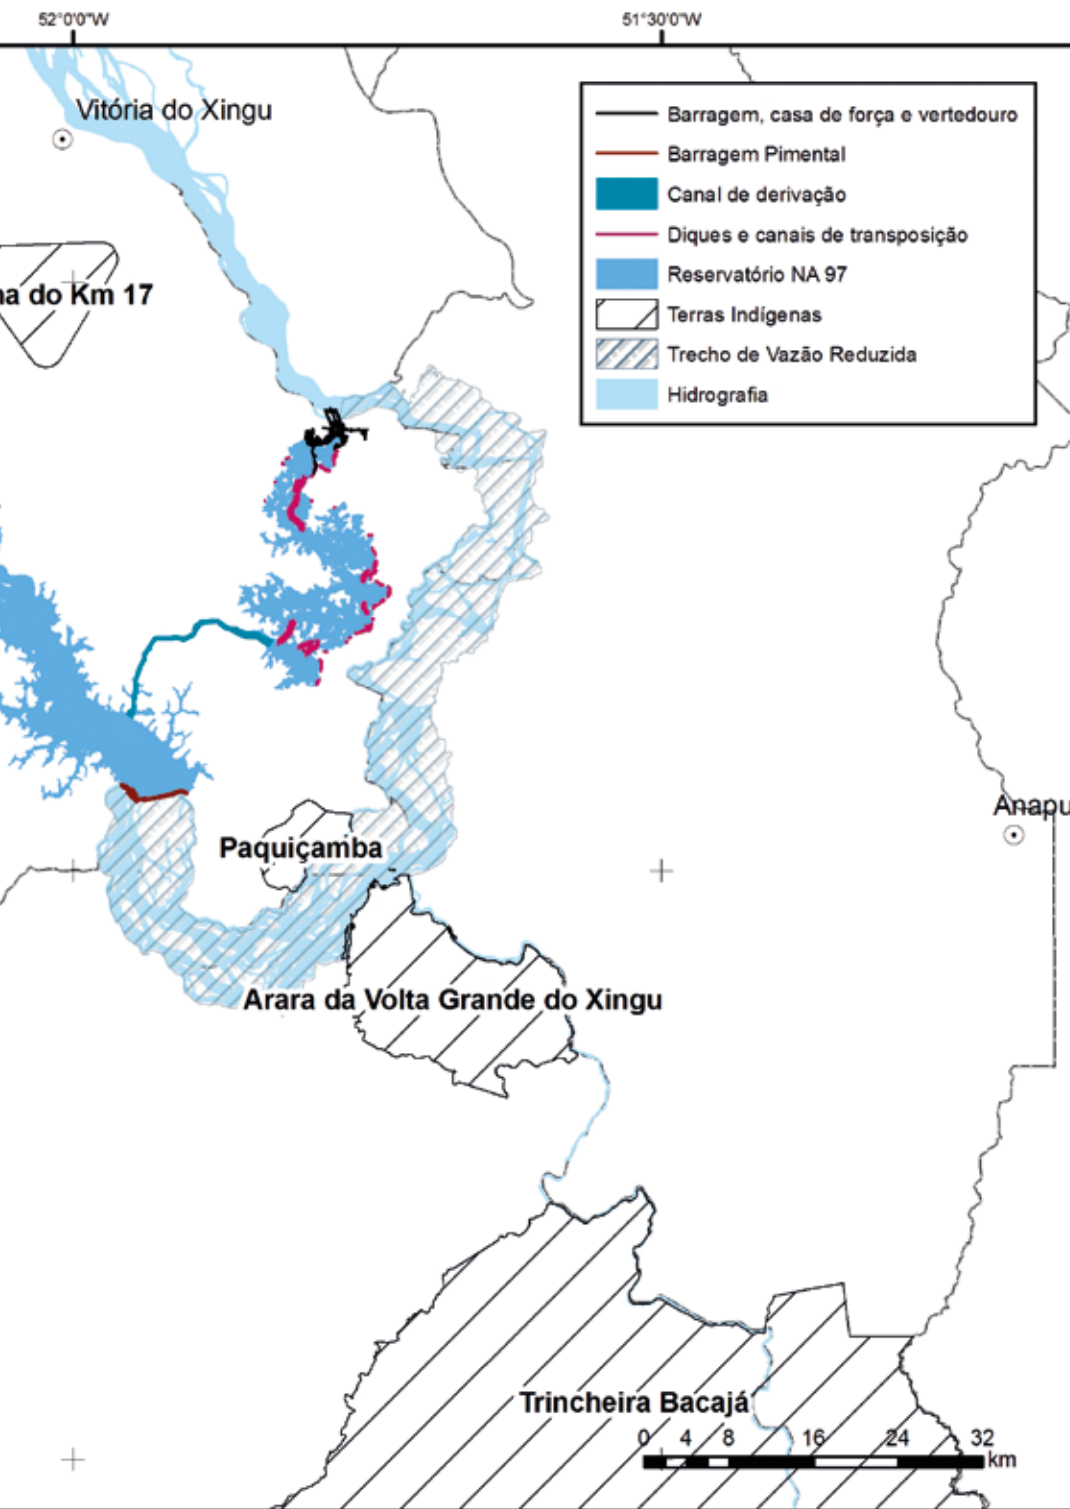 52°0'0"W
51°30'0"W
Vitória do Xingu
Barragem, casa de força e vertedouro
Barragem Pimental
Canal de derivação
Diques e canais de transposição
Reservatório NA 97
Terras Indígenas
Trecho de Vazão Reduzida
Hidrografia
na do Km 17
Anapu
Paquiçamba
Arara da Volta Grande do Xingu
Trincheira Bacajá
0 4 8 16 24 32
km